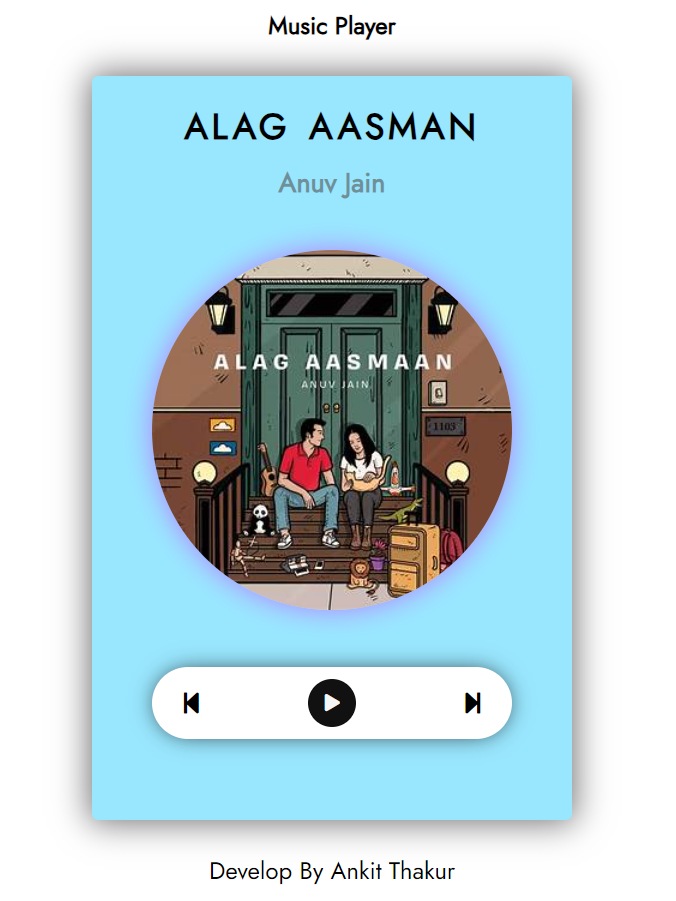 Music Player
ALAG AASMAN
Anuv Jain
ALAG AASMAAN
ANUV JAIN
1103
Develop By Ankit Thakur